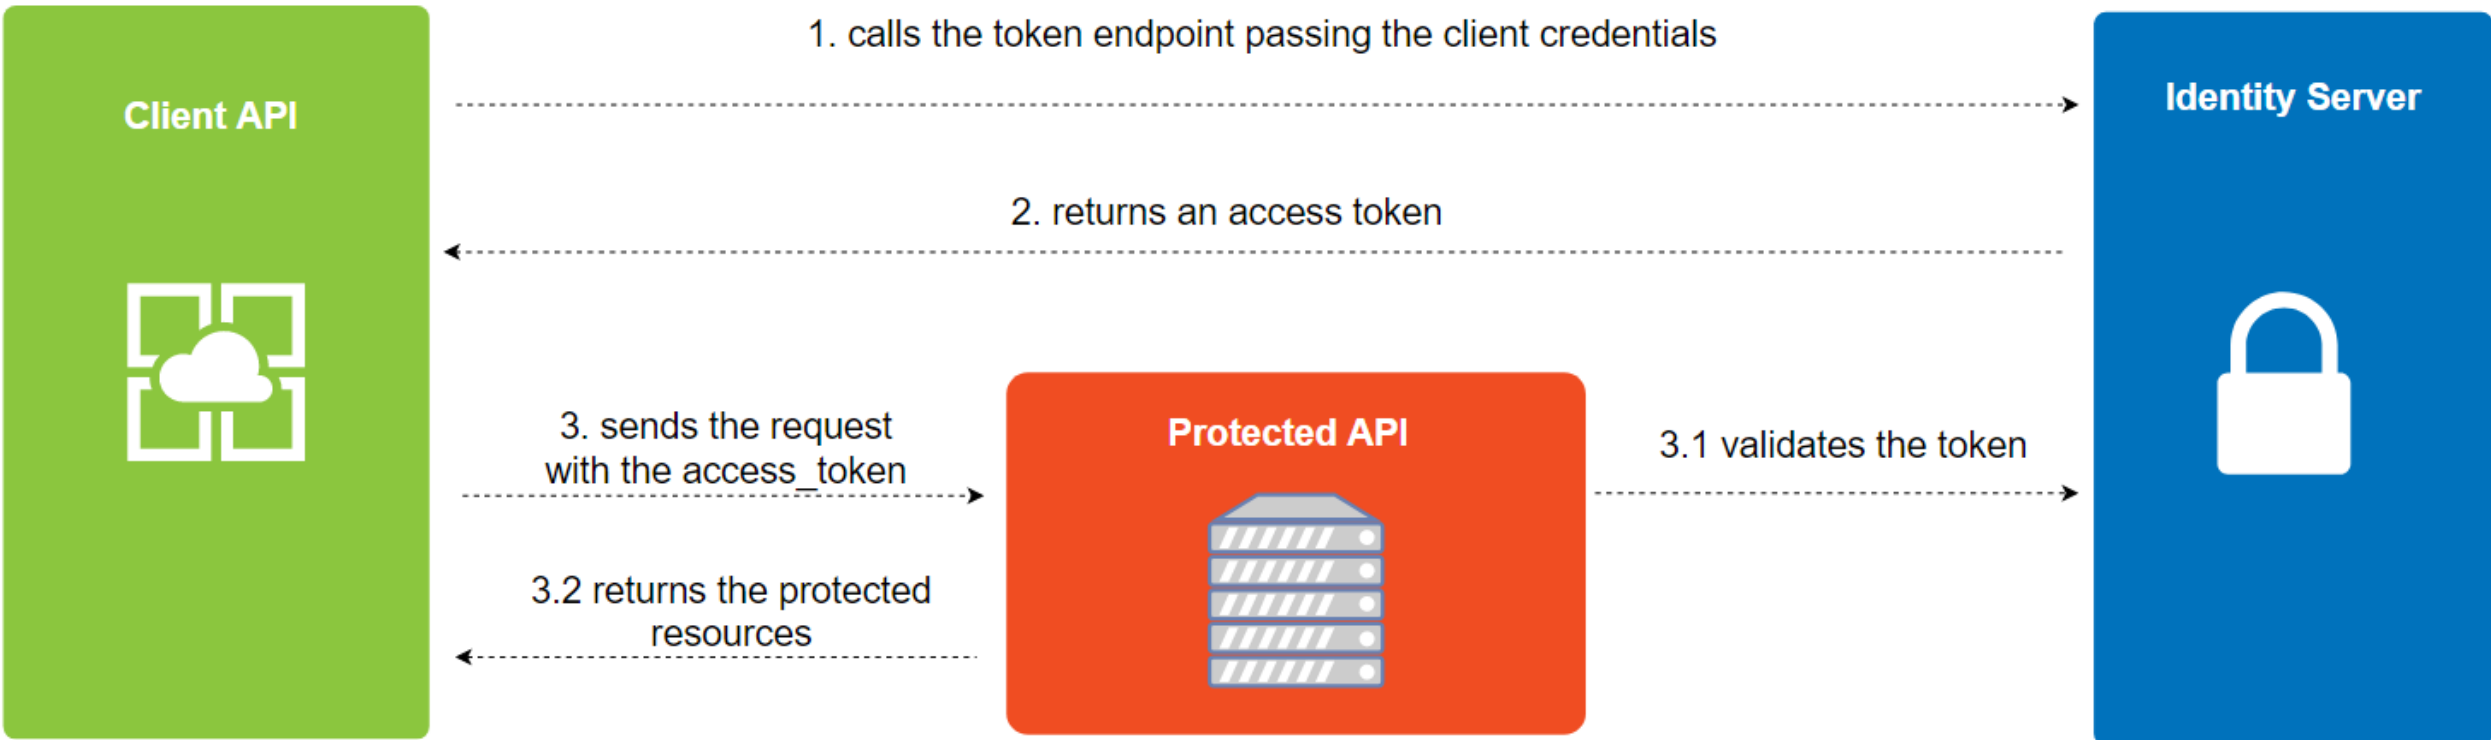 1. calls the token endpoint passing the client credentials
Client API
Identity Server
2. returns an access token
3. sends the request
with the access_token
Protected API
3.1 validates the token
3.2 returns the protected
resources